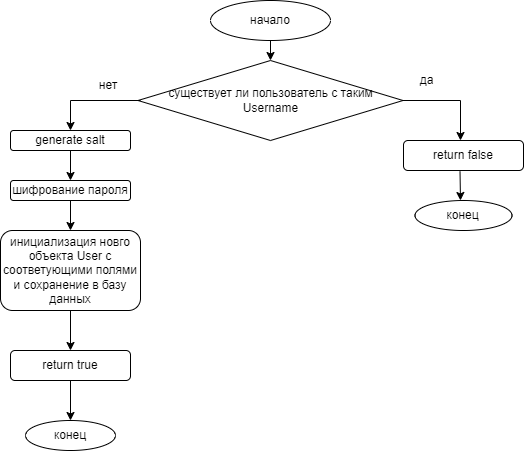 начало
существует ли пользователь с таким
Username
нет
да
generate salt
return false
шифрование пароля
конец
инициализация новго
объекта User с
соответующими полями
и сохранение в базу
данных
return true
конец